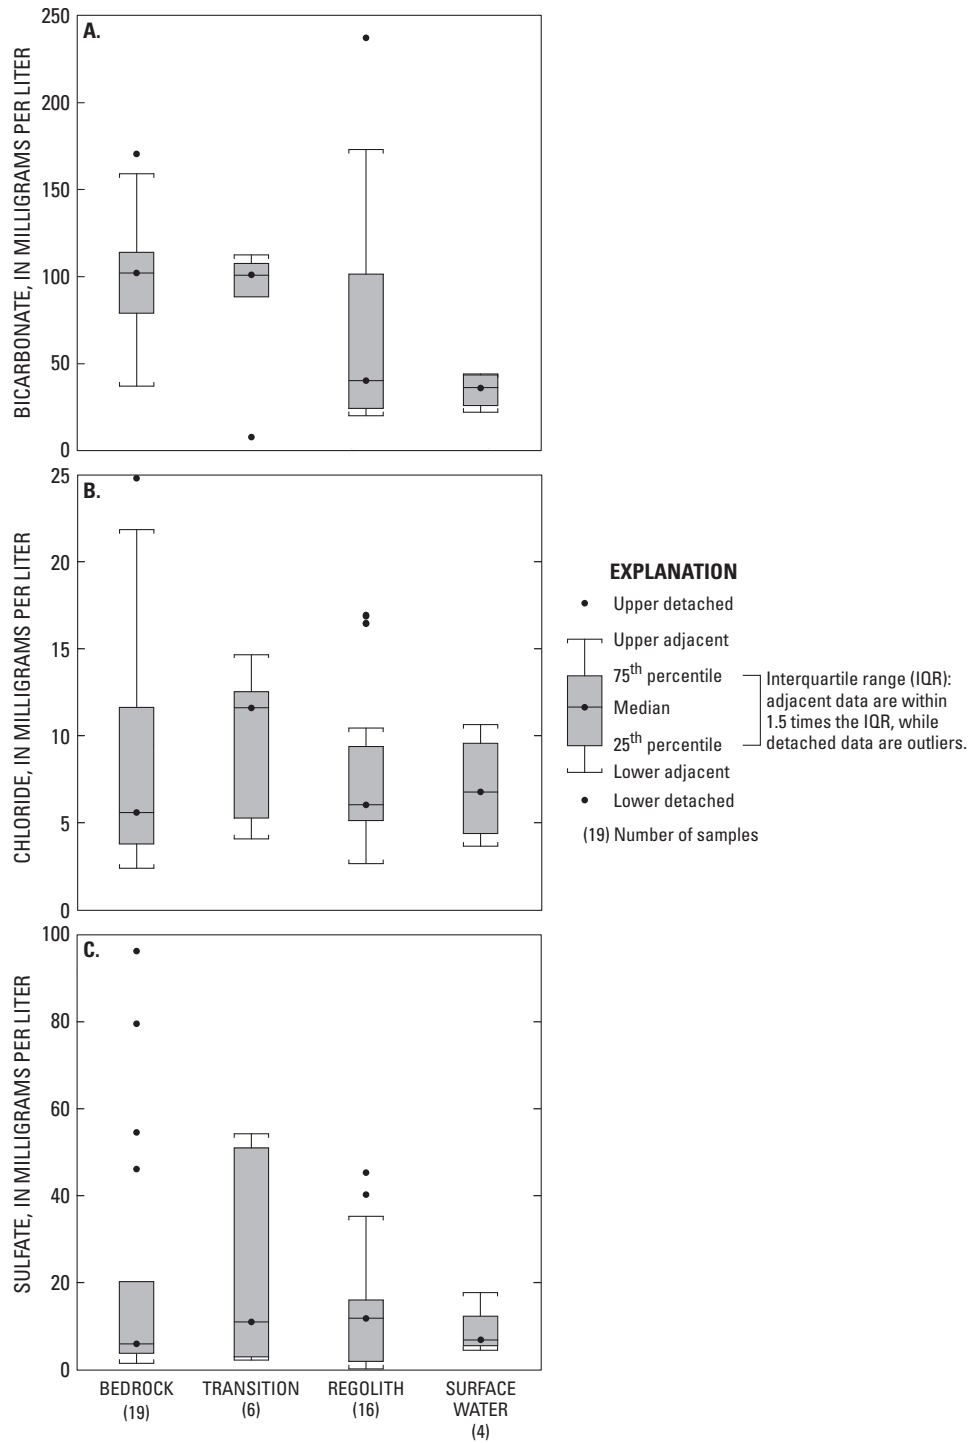 A.
BICARBONATE, IN MILLIGRAMS PER LITER
250
200
150
100
50
0
B.
CHLORIDE, IN MILLIGRAMS PER LITER
25
20
15
10
5
0
EXPLANATION
Upper detached
Upper adjacent
75th percentile
Median
25th percentile
Lower adjacent
Lower detached
(19) Number of samples
Interquartile range (IQR):
adjacent data are within
1.5 times the IQR, while
detached data are outliers.
C.
SULFATE, IN MILLIGRAMS PER LITER
100
80
60
40
20
0
BEDROCK
(19)
TRANSITION
(6)
REGOLITH
(16)
SURFACE
WATER
(4)